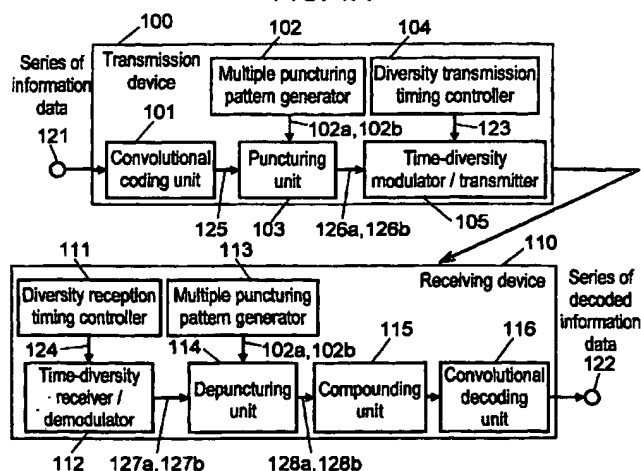 100
102
104
Series of
information
data
121
Transmission
device
101
Multiple puncturing
pattern generator
Diversity transmission
timing controller
102a, 102b
123
Convolutional
coding unit
Puncturing
unit
Time-diversity
modulator / transmitter
125
103
126a, 126b
105
111
113
110
Receiving device
Diversity reception
timing controller
Multiple puncturing
pattern generator
115
116
Series of
decoded
information
data
122
124
114
102a, 102b
Time-diversity
receiver /
demodulator
Depuncturing
unit
Compounding
unit
Convolutional
decoding
unit
112
127a, 127b
128a, 128b